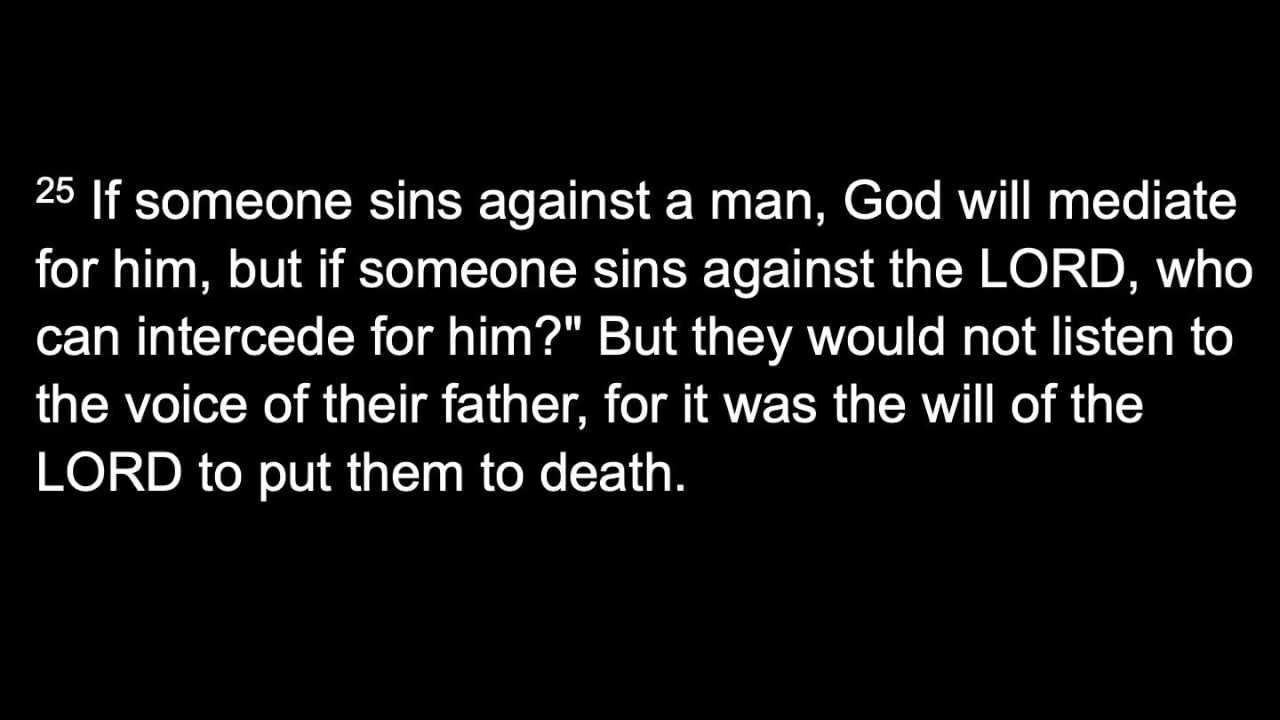 25 If someone sins against a man, God will mediate
for him, but if someone sins against the LORD, who
can intercede for him?" But they would not listen to
the voice of their father, for it was the will of the
LORD to put them to death.